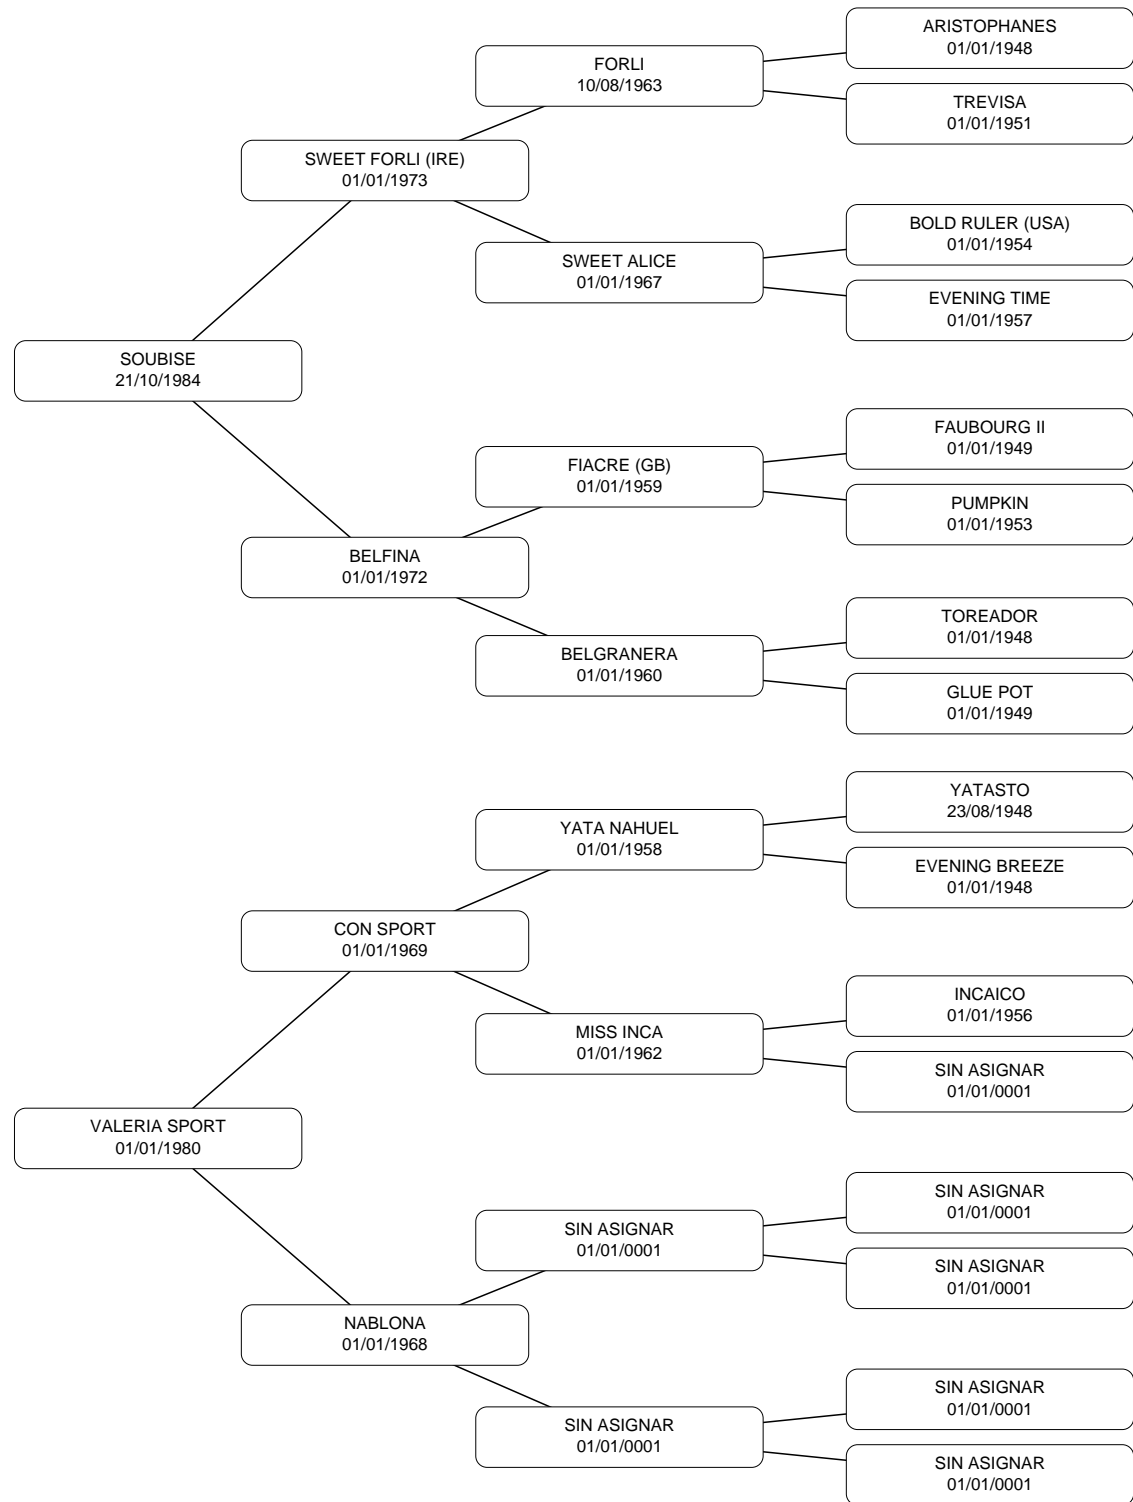 ARISTOPHANES
01/01/1948
FORLI
10/08/1963
TREVISA
01/01/1951
SWEET FORLI (IRE)
01/01/1973
BOLD RULER (USA)
01/01/1954
SWEET ALICE
01/01/1967
EVENING TIME
01/01/1957
SOUBISE
21/10/1984
FAUBOURG II
01/01/1949
FIACRE (GB)
01/01/1959
PUMPKIN
01/01/1953
BELFINA
01/01/1972
TOREADOR
01/01/1948
BELGRANERA
01/01/1960
GLUE POT
01/01/1949
YATASTO
23/08/1948
YATA NAHUEL
01/01/1958
EVENING BREEZE
01/01/1948
CON SPORT
01/01/1969
INCAICO
01/01/1956
MISS INCA
01/01/1962
SIN ASIGNAR
01/01/0001
VALERIA SPORT
01/01/1980
SIN ASIGNAR
01/01/0001
SIN ASIGNAR
01/01/0001
SIN ASIGNAR
01/01/0001
NABLONA
01/01/1968
SIN ASIGNAR
01/01/0001
SIN ASIGNAR
01/01/0001
SIN ASIGNAR
01/01/0001